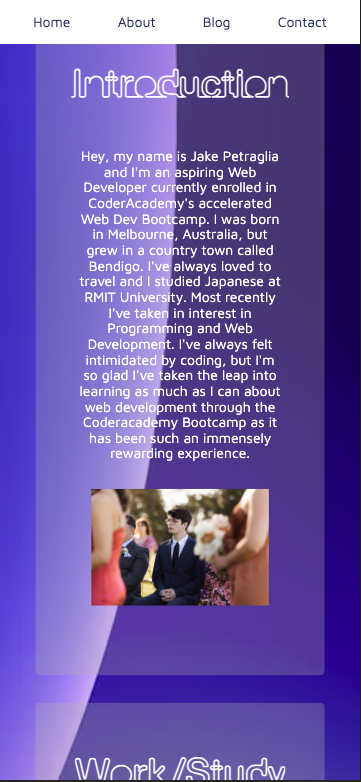 Home About Blog Contact
Introduction
Hey, my name is Jake Petraglia
and I'm an aspiring Web
Developer currently enrolled in
CoderAcademy's accelerated
Web Dev Bootcamp. I was born
in Melbourne, Australia, but
grew in a country town called
Bendigo. I've always loved to
travel and I studied Japanese at
RMIT University. Most recently
I've taken in interest in
Programming and Web
Development. I've always felt
intimidated by coding, but I'm
so glad I've taken the leap into
learning as much as I can about
web development through the
Coderacademy Bootcamp as it
has been such an immensely
rewarding experience.
Work/Study